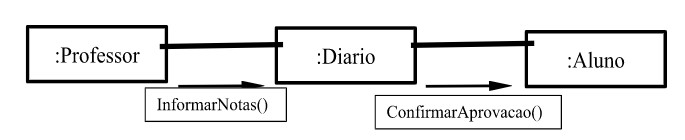 :Professor
:Diario
:Aluno
InformarNotas()
ConfirmarAprovacao()